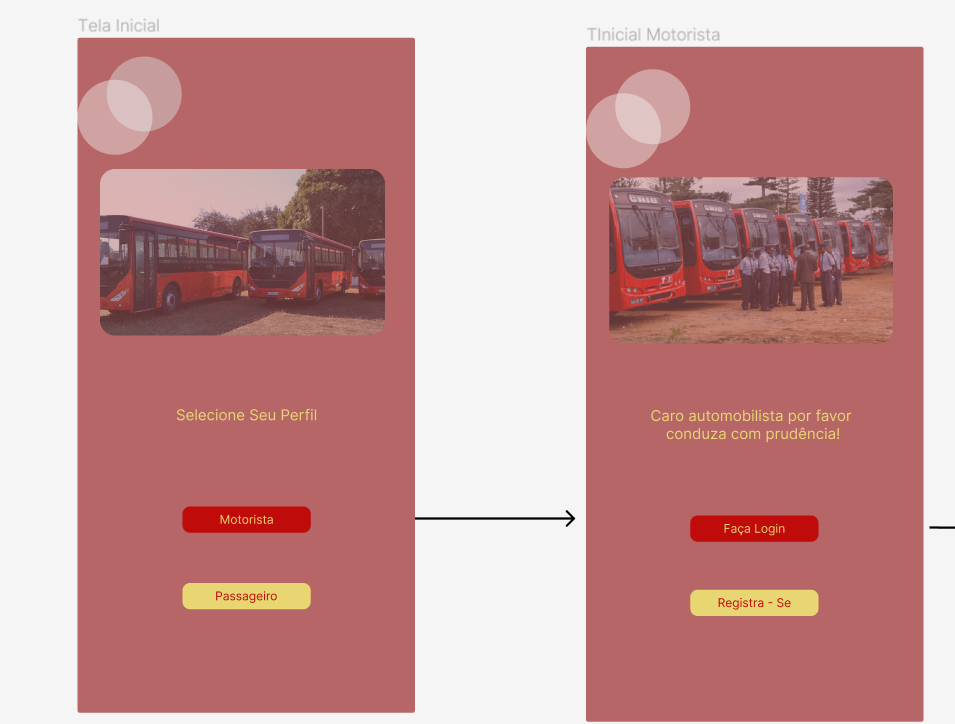 Tela Inicial
Selecione Seu Perfil
Motorista
Passageiro
TInicial Motorista
Caro automobilista por favor
conduza com prudência!
Faça Login
Registra - Se